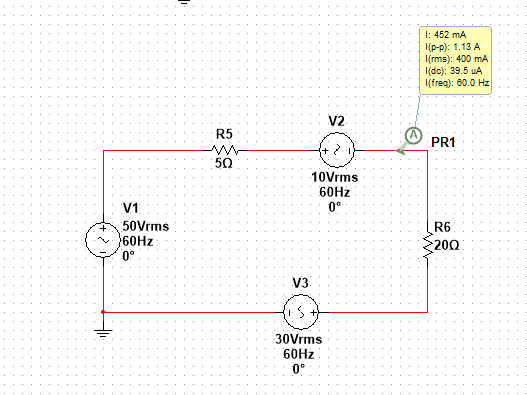 I: 452 mA
I(p-p): 1.13 A
I(rms): 400 mA
I(dc): 39.5 uA
I(freq): 60.0 Hz
A
PR1
R5
5Ω
V2
+
10Vrms
60Hz
0°
V1
+
50Vrms
60Hz
0°
R6
20Ω
V3
+
30Vrms
60Hz
0°